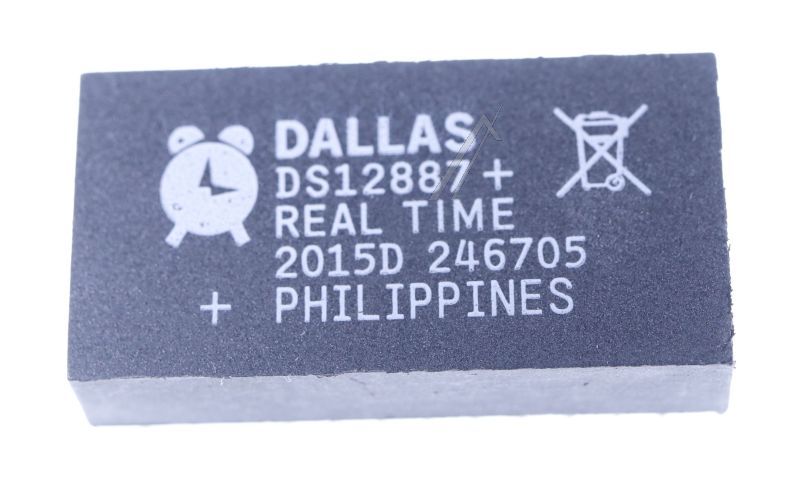 DALLAS
DS12887 +
REAL TIME
2015D 246705
+ PHILIPPINES